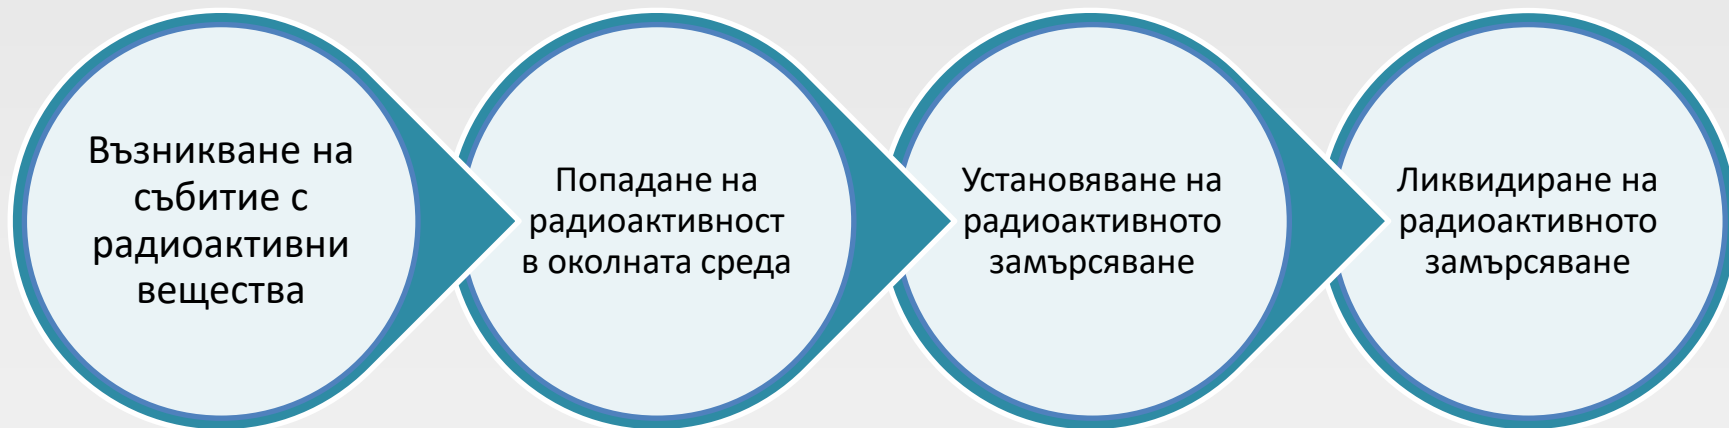 Възникване на
събитие с
радиоактивни
вещества
Попадане на
радиоактивност
в околната среда
Установяване на
радиоактивното
замърсяване
Ликвидиране на
радиоактивното
замърсяване